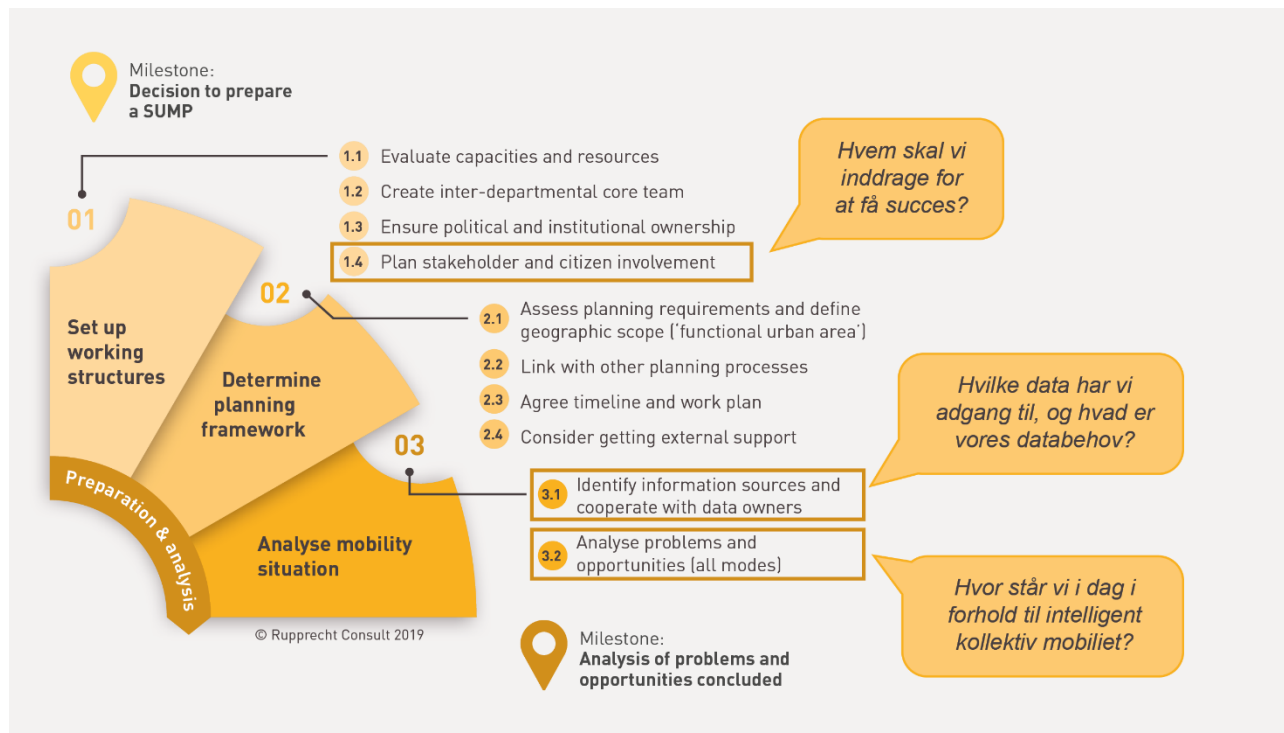 Milestone:
Decision to prepare
a SUMP
01
1.1 Evaluate capacities and resources
1.2 Create inter-departmental core team
1.3 Ensure political and institutional ownership
1.4 Plan stakeholder and citizen involvement
Hvem skal vi
inddrage for
at få succes?
Set up
working
structures
02
2.1 Assess planning requirements and define
geographic scope (‘functional urban area’)
2.2 Link with other planning processes
2.3 Agree timeline and work plan
2.4 Consider getting external support
Determine
planning
framework
Hvilke data har vi
adgang til, og hvad er
vores databehov?
03
3.1 Identify information sources and
cooperate with data owners
3.2 Analyse problems and
opportunities (all modes)
Analyse mobility
situation
Preparation & analysis
Hvor står vi i dag i
forhold til intelligent
kollektiv mobiliet?
© Rupprecht Consult 2019
Milestone:
Analysis of problems and
opportunities concluded